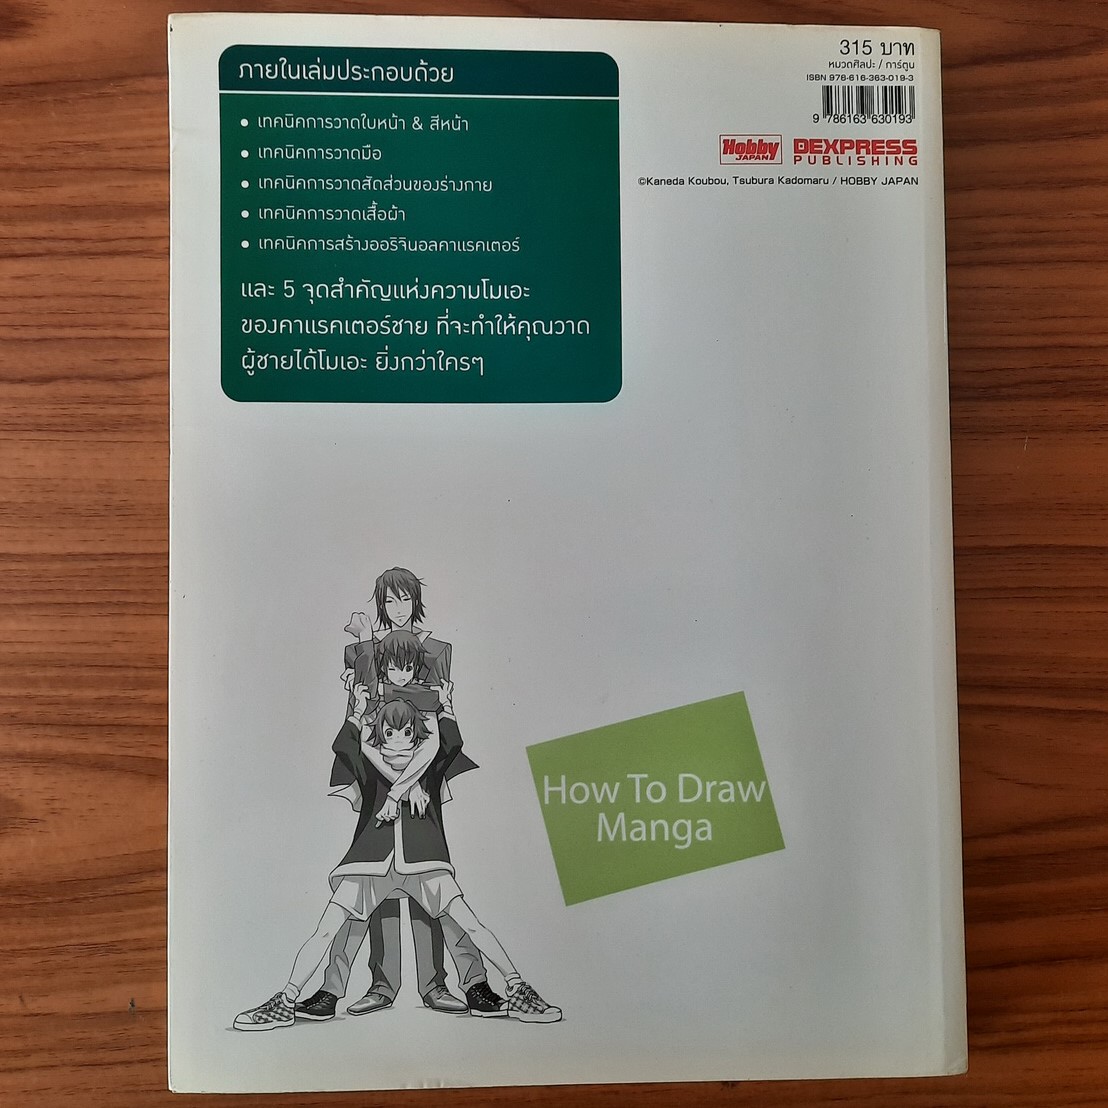 ภายในเล่มประกอบด้วย
• เทคนิคการวาดใบหน้า & สีหน้า
• เทคนิคการวาดมือ
• เทคนิคการวาดสัดส่วนของร่างกาย
• เทคนิคการวาดเสื้อผ้า
• เทคนิคการสร้างออริจินอลคาแรคเตอร์
และ 5 จุดสำคัญแห่งความโมเอะ
ของคาแรคเตอร์ชาย ที่จะทำให้คุณวาด
ผู้ชายได้โมเอะ ยิ่งกว่าใครๆ
315 บาท
หมวดศิลปะ / การ์ตูน
ISBN 978-616-363-019-3
9 786163 630193
Hobby JAPAN
DEXPRESS
PUBLISHING
©Kaneda Koubou, Tsubura Kadomaru / HOBBY JAPAN
How To Draw
Manga